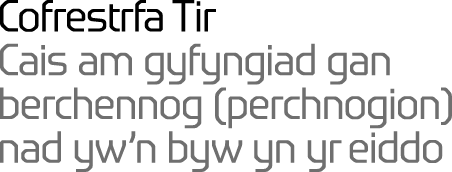 Cofrestrfa Tir
Cais am gyfyngiad gan
berchennog (perchnogion)
nad yw’n byw yn yr eiddo